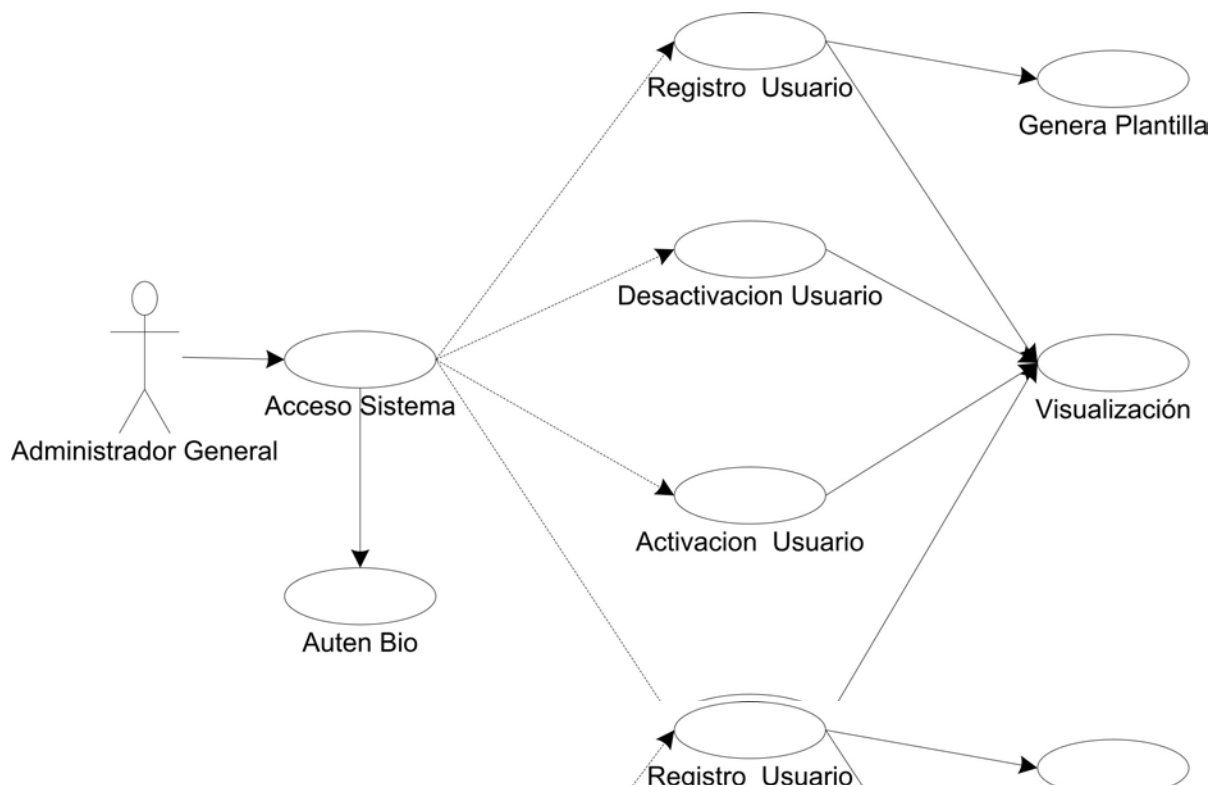 Registro Usuario
Genera Plantilla
Desactivacion Usuario
Acceso Sistema
Visualización
Administrador General
Activacion Usuario
Auten Bio
Registro Usuario